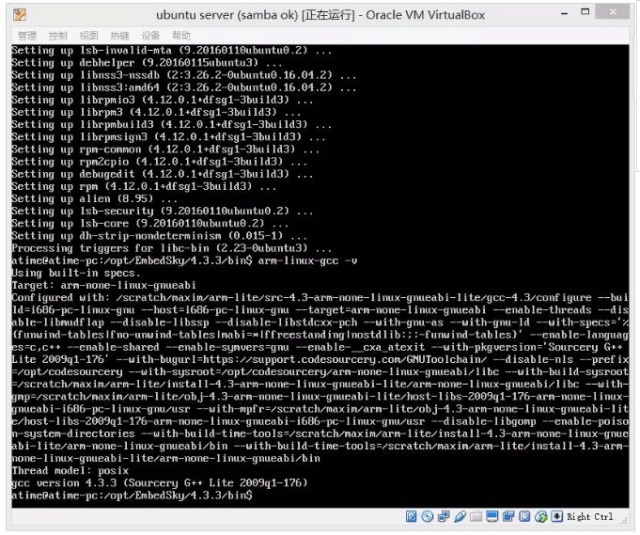 ubuntu server (samba ok) [正在运行] - Oracle VM VirtualBox
管理 控制 视图 热键 设备 帮助
Setting up lsb-invalid-mta (9.20160110ubuntu0.2) ...
Setting up debhelper (9.20160115ubuntu3) ...
Setting up libnss3-nssdb (2:3.26.2-0ubuntu0.16.04.2) ...
Setting up libnss3:amd64 (2:3.26.2-0ubuntu0.16.04.2) ...
Setting up librpmio3 (4.12.0.1+dfsg1-3build3) ...
Setting up librpm3 (4.12.0.1+dfsg1-3build3) ...
Setting up librpmbuild3 (4.12.0.1+dfsg1-3build3) ...
Setting up librpmsign3 (4.12.0.1+dfsg1-3build3) ...
Setting up rpm-common (4.12.0.1+dfsg1-3build3) ...
Setting up rpm2cpio (4.12.0.1+dfsg1-3build3) ...
Setting up debugedit (4.12.0.1+dfsg1-3build3) ...
Setting up rpm (4.12.0.1+dfsg1-3build3) ...
Setting up alien (8.95) ...
Setting up lsb-security (9.20160110ubuntu0.2) ...
Setting up lsb-core (9.20160110ubuntu0.2) ...
Setting up dh-strip-nondeterminism (0.015-1) ...
Processing triggers for libc-bin (2.23-0ubuntu3) ...
atime@atime-pc:/opt/EmbedSky/4.3.3/bin$ arm-linux-gcc -v
Using built-in specs.
Target: arm-none-linux-gnueabi
Configured with: /scratch/maxim/arm-lite/src-4.3-arm-none-linux-gnueabi-lite/gcc-4.3/configure --bui
ld=i686-pc-linux-gnu --host=i686-pc-linux-gnu --target=arm-none-linux-gnueabi --enable-threads --dis
able-libmudflap --disable-libssp --disable-libstdcxx-pch --with-gnu-as --with-gnu-ld --with-specs='%
{funwind-tables|fno-unwind-tables|mabi=*|ffreestanding|nostdlib:;:-funwind-tables}' --enable-languag
es=c,c++ --enable-shared --enable-symvers=gnu --enable-__cxa_atexit --with-pkgversion='Sourcery G++ 
Lite 2009q1-176' --with-bugurl=https://support.codesourcery.com/GNUToolchain/ --disable-nls --prefix
=/opt/codesourcery --with-sysroot=/opt/codesourcery/arm-none-linux-gnueabi/libc --with-build-sysroot
=/scratch/maxim/arm-lite/install-4.3-arm-none-linux-gnueabi-lite/arm-none-linux-gnueabi/libc --with-
gmp=/scratch/maxim/arm-lite/obj-4.3-arm-none-linux-gnueabi-lite/host-libs-2009q1-176-arm-none-linux-
gnueabi-i686-pc-linux-gnu/usr --with-mpfr=/scratch/maxim/arm-lite/obj-4.3-arm-none-linux-gnueabi-lit
e/host-libs-2009q1-176-arm-none-linux-gnueabi-i686-pc-linux-gnu/usr --disable-libgomp --enable-poiso
n-system-directories --with-build-time-tools=/scratch/maxim/arm-lite/install-4.3-arm-none-linux-gnue
abi-lite/arm-none-linux-gnueabi/bin --with-build-time-tools=/scratch/maxim/arm-lite/install-4.3-arm-
none-linux-gnueabi-lite/arm-none-linux-gnueabi/bin
Thread model: posix
gcc version 4.3.3 (Sourcery G++ Lite 2009q1-176)
atime@atime-pc:/opt/EmbedSky/4.3.3/bin$
Right Ctrl